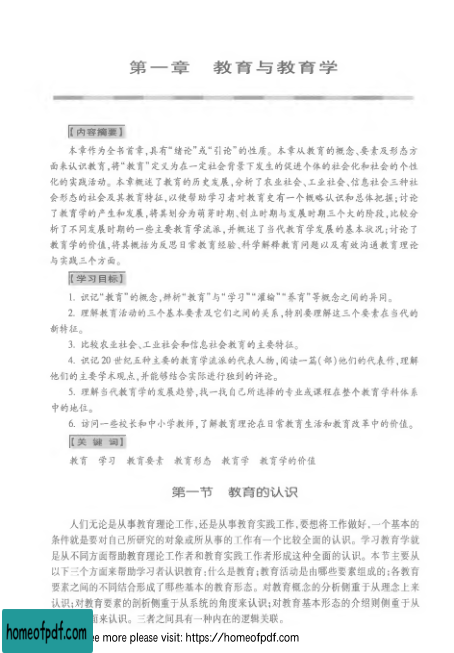 第一章 教育与教育学
【内容摘要】
本章作为全书首章,具有“绪论”或“引论”的性质。本章从教育的概念、要素及形态方
面来认识教育,将“教育”定义为在一定社会背景下发生的促进个体的社会化和社会的个性
化的实践活动。本章概述了教育的历史发展,分析了农业社会、工业社会、信息社会三种社
会形态的社会及其教育特征,以使帮助学习者对教育史有一个概略认识和总体把握;讨论
了教育学的产生和发展,将其划分为萌芽时期、创立时期与发展时期三个大的阶段,比较分
析了不同发展时期的一些主要教育学流派,并概述了当代教育学发展的基本状况;讨论了
教育学的价值,将其概括为反思日常教育经验、科学解释教育问题以及有效沟通教育理论
与实践三个方面。
【学习目标】
1. 识记“教育”的概念,辨析“教育”与“学习”“灌输”“养育”等概念之间的异同。
2. 理解教育活动的三个基本要素及它们之间的关系,特别要理解这三个要素在当代的
新特征。
3. 比较农业社会、工业社会和信息社会教育的主要特征。
4. 识记20世纪五种主要的教育学流派的代表人物,阅读一篇(部)他们的代表作,理解
他们的主要学术观点,并能够结合实际进行独到的评论。
5. 理解当代教育学的发展趋势,找一找自己所选择的专业或课程在整个教育学科体系
中的地位。
6. 访问一些校长和中小学教师,了解教育理论在日常教育生活和教育改革中的价值。
【关 键 词】
教育 学习 教育要素 教育形态 教育学 教育学的价值
第一节 教育的认识
人们无论是从事教育理论工作,还是从事教育实践工作,要想将工作做好,一个基本的
条件就是要对自己所研究的对象或所从事的工作有一个比较全面的认识。学习教育学就
是从不同方面帮助教育理论工作者和教育实践工作者形成这种全面的认识。本节主要从
以下三个方面来帮助学习者认识教育:什么是教育;教育活动是由哪些要素组成的;各教育
要素之间的不同结合形成了哪些基本的教育形态。对教育概念的分析侧重于从理念上来
认识;对教育要素的剖析侧重于从系统的角度来认识;对教育基本形态的介绍则侧重于从
面来认识。三者之间具有一种内在的逻辑关联。
homeofpdf.com
e more please visit: https://homeofpdf.com